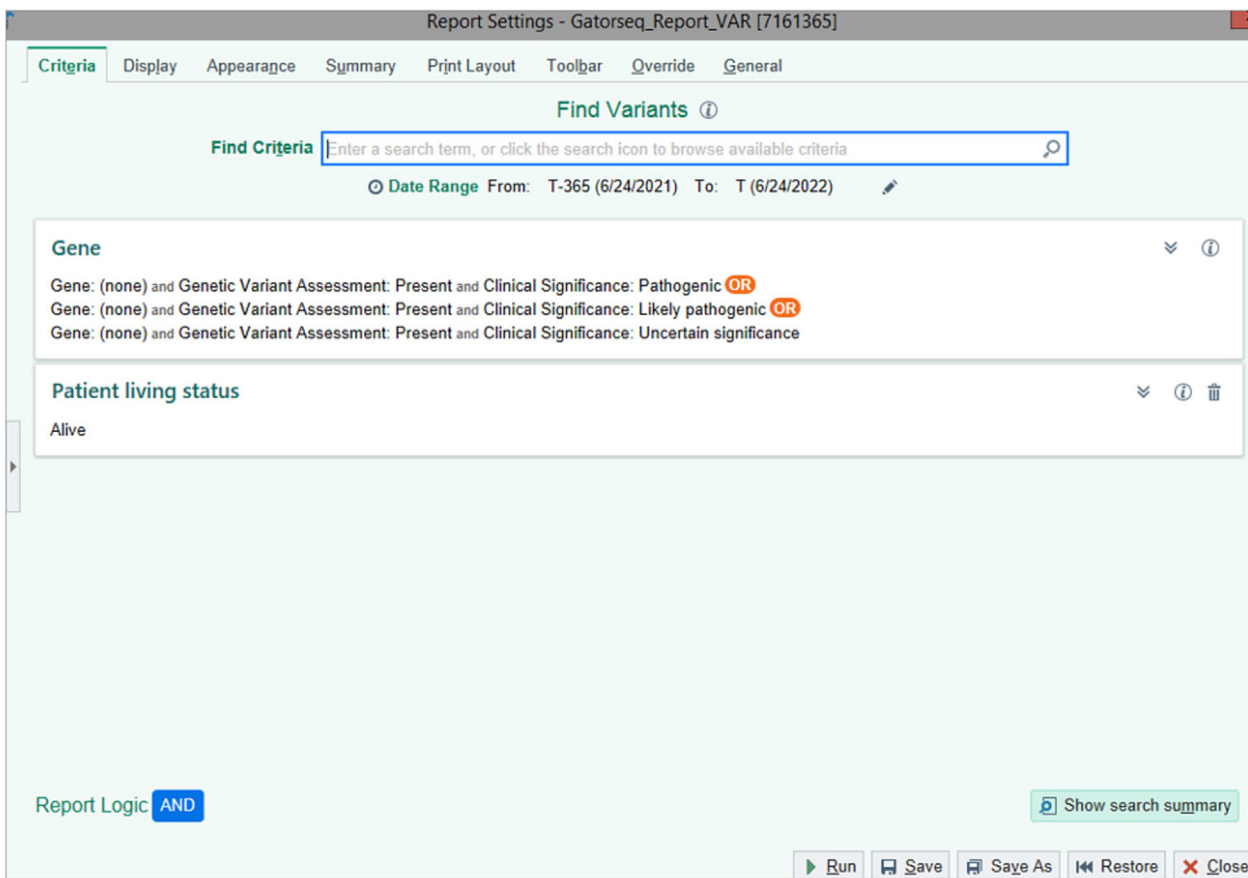 Report Settings - Gatorseq_Report_VAR [7161365]
Criteria Display Appearance Summary Print Layout Toolbar Override General
Find Variants
Find Criteria Enter a search term, or click the search icon to browse available criteria
Date Range From: T-365 (6/24/2021) To: T (6/24/2022)
Gene
Gene: (none) and Genetic Variant Assessment: Present and Clinical Significance: Pathogenic OR
Gene: (none) and Genetic Variant Assessment: Present and Clinical Significance: Likely pathogenic OR
Gene: (none) and Genetic Variant Assessment: Present and Clinical Significance: Uncertain significance
Patient living status
Alive
Report Logic AND
Show search summary
Run Save Save As Restore Close